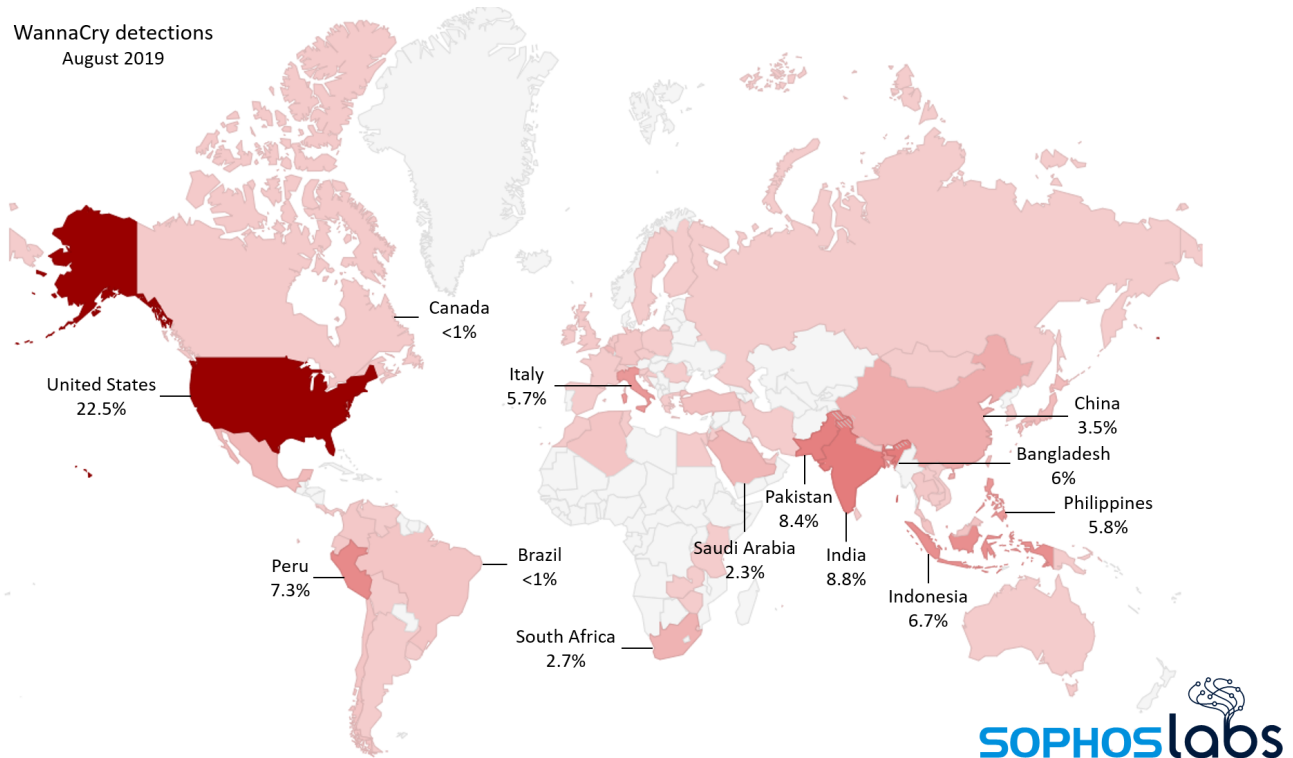 WannaCry detections
August 2019
Canada
<1%
United States
22.5%
Italy
5.7%
China
3.5%
Bangladesh
6%
Pakistan
8.4%
Philippines
5.8%
Saudi Arabia
2.3%
India
8.8%
Indonesia
6.7%
Peru
7.3%
Brazil
<1%
South Africa
2.7%
SOPHOSlabs